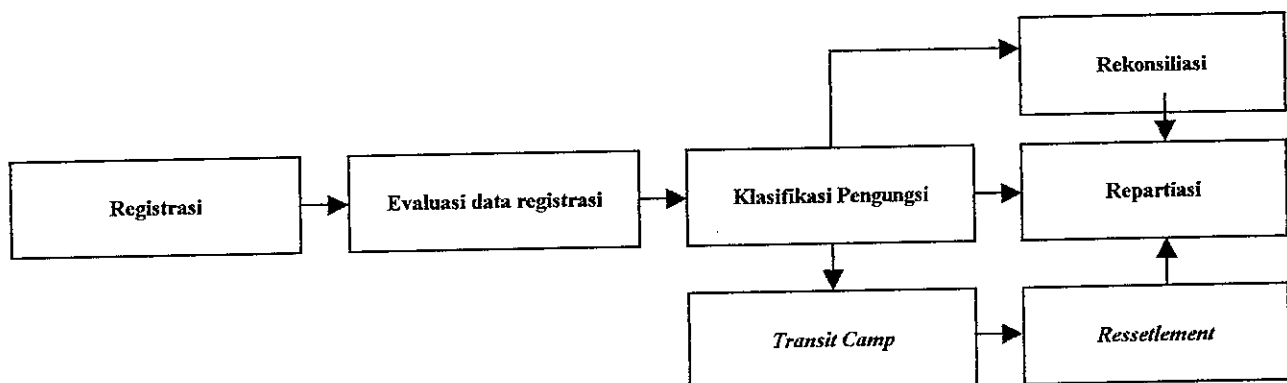 Rekonsiliasi
Registrasi
Evaluasi data registrasi
Klasifikasi Pengungsi
Repartiasi
Transit Camp
Ressetlement